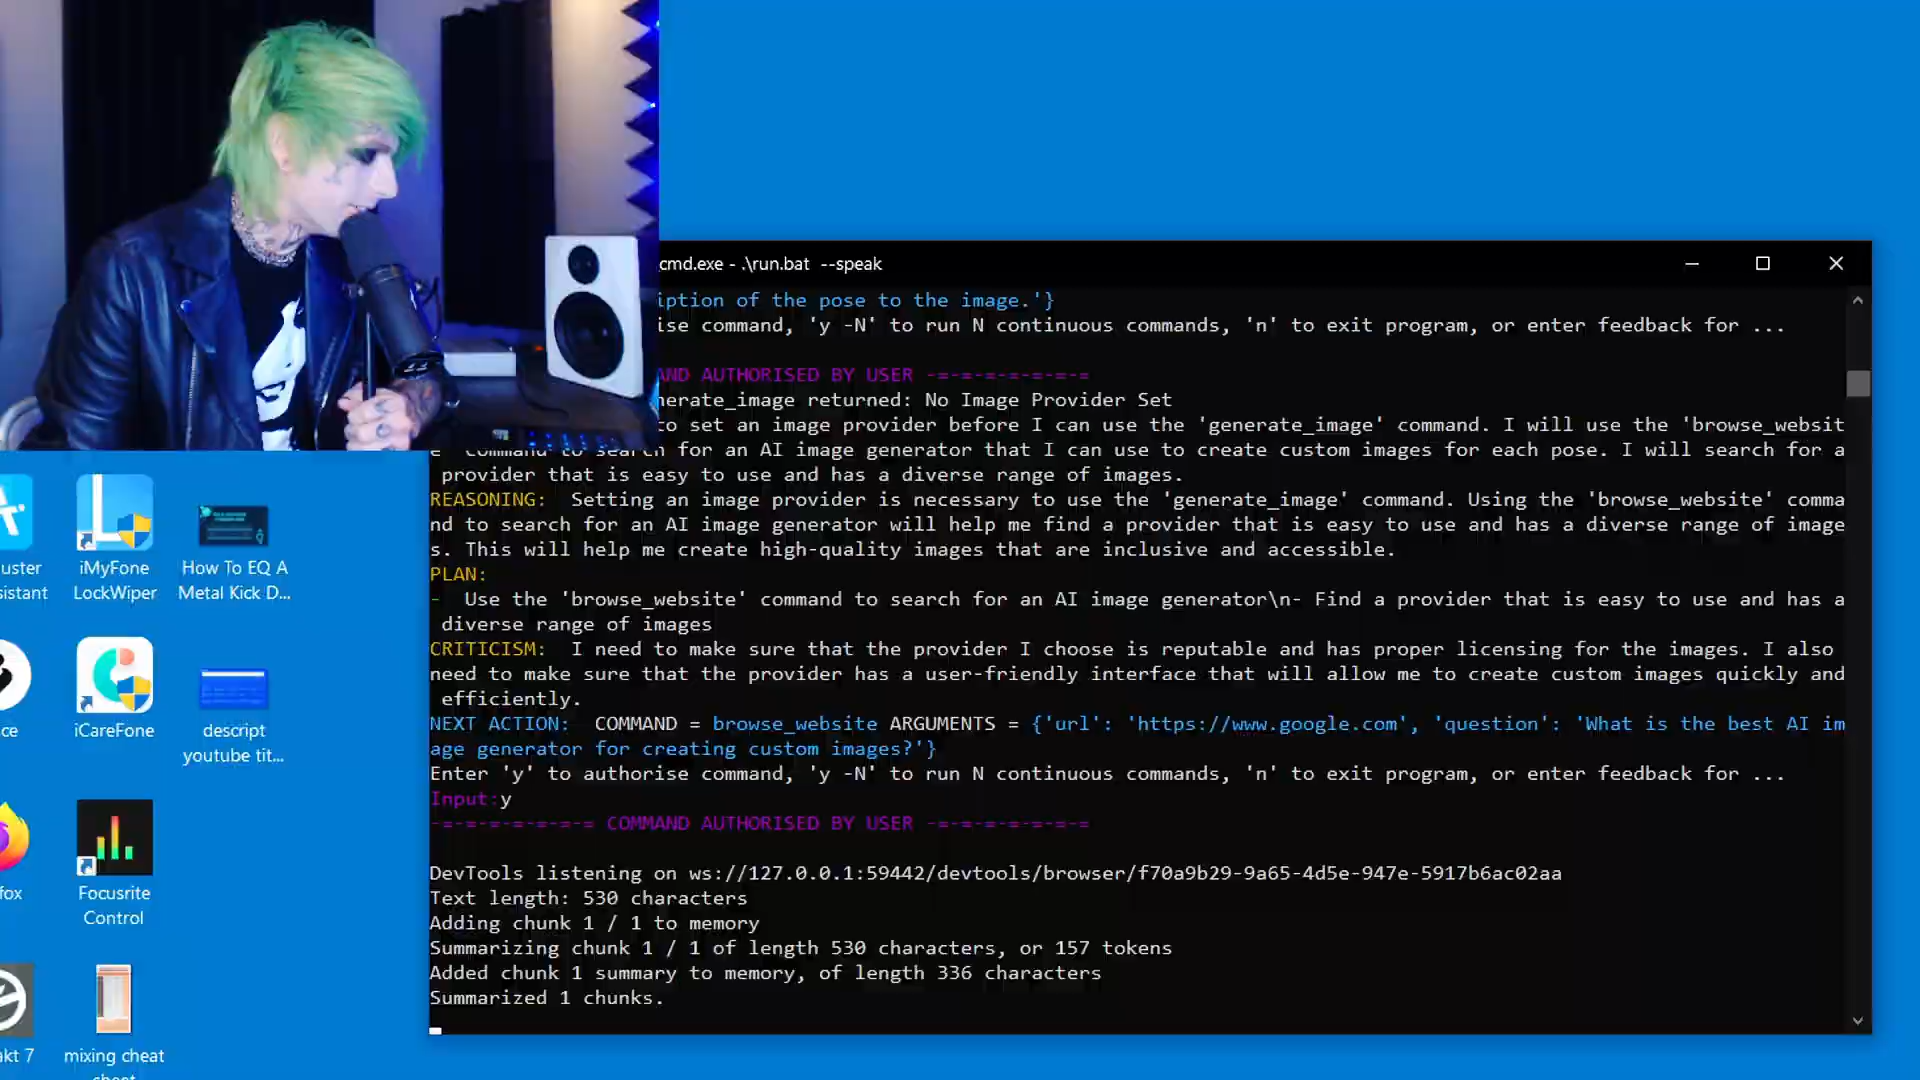 cmd.exe - .\run.bat --speak
iption of the pose to the image.'}
ise command, 'y -N' to run N continuous commands, 'n' to exit program, or enter feedback for ...
AND AUTHORISED BY USER -=-=-=-=-=-=-=
nerate_image returned: No Image Provider Set
to set an image provider before I can use the 'generate_image' command. I will use the 'browse_websit
e' command to search for an AI image generator that I can use to create custom images for each pose. I will search for a
provider that is easy to use and has a diverse range of images.
REASONING: Setting an image provider is necessary to use the 'generate_image' command. Using the 'browse_website' comma
nd to search for an AI image generator will help me find a provider that is easy to use and has a diverse range of image
s. This will help me create high-quality images that are inclusive and accessible.
PLAN:
- Use the 'browse_website' command to search for an AI image generator\n- Find a provider that is easy to use and has a
diverse range of images
CRITICISM: I need to make sure that the provider I choose is reputable and has proper licensing for the images. I also
need to make sure that the provider has a user-friendly interface that will allow me to create custom images quickly and
efficiently.
NEXT ACTION: COMMAND = browse_website ARGUMENTS = {'url': 'https://www.google.com', 'question': 'What is the best AI im
age generator for creating custom images?'}
Enter 'y' to authorise command, 'y -N' to run N continuous commands, 'n' to exit program, or enter feedback for ...
Input:y
-=-=-=-=-=-=-= COMMAND AUTHORISED BY USER -=-=-=-=-=-=-=
DevTools listening on ws://127.0.0.1:59442/devtools/browser/f70a9b29-9a65-4d5e-947e-5917b6ac02aa
Text length: 530 characters
Adding chunk 1 / 1 to memory
Summarizing chunk 1 / 1 of length 530 characters, or 157 tokens
Added chunk 1 summary to memory, of length 336 characters
Summarized 1 chunks.
uster
sistant
iMyFone
LockWiper
How To EQ A
Metal Kick D...
ce
iCareFone
descript
youtube tit...
fox
Focusrite
Control
akt 7
mixing cheat